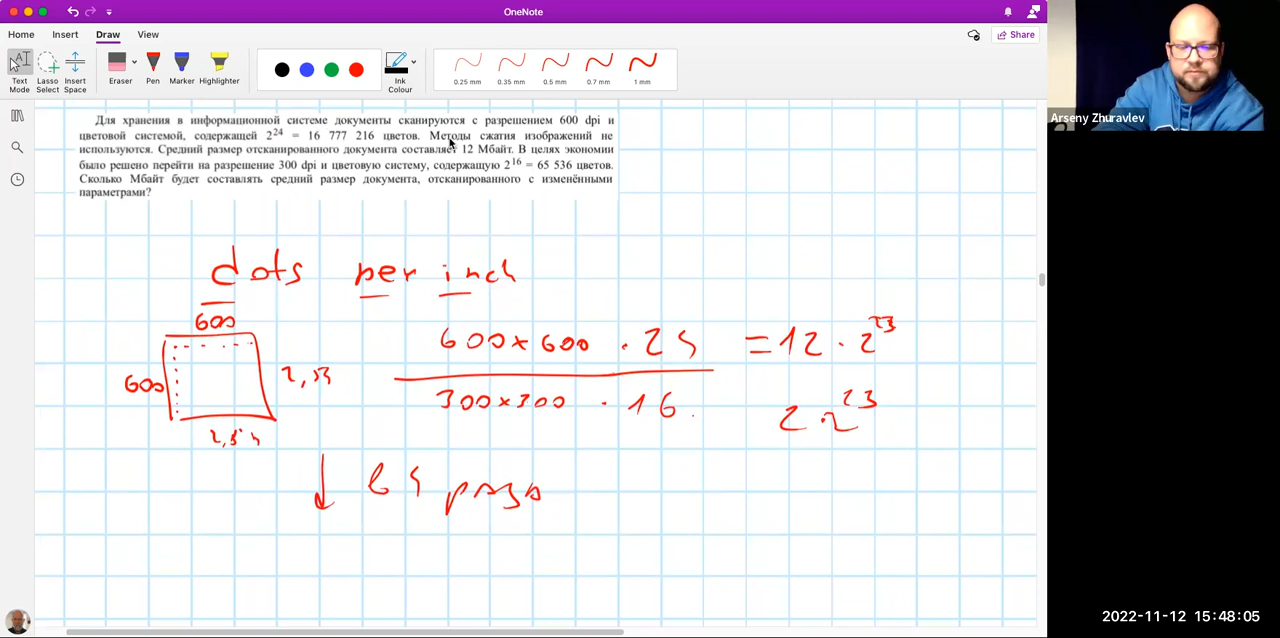 OneNote
Home Insert Draw View
Share
Text Mode
Lasso Select
Insert Space
Eraser
Pen
Marker
Highlighter
Ink Colour
0.25 mm
0.35 mm
0.5 mm
0.7 mm
1 mm
Arseny Zhuravlev
Для хранения в информационной системе документы сканируются с разрешением 600 dpi и
цветовой системой, содержащей 2²⁴ = 16 777 216 цветов. Методы сжатия изображений не
используются. Средний размер отсканированного документа составляет 12 Мбайт. В целях экономии
было решено перейти на разрешение 300 dpi и цветовую систему, содержащую 2¹⁶ = 65 536 цветов.
Сколько Мбайт будет составлять средний размер документа, отсканированного с изменёнными
параметрами?
dots per inch
600
600
600×600 · 24 = 12 · 2²³
300×300 · 16 2 · 2²³
↓ в 4 раза
2022-11-12 15:48:05